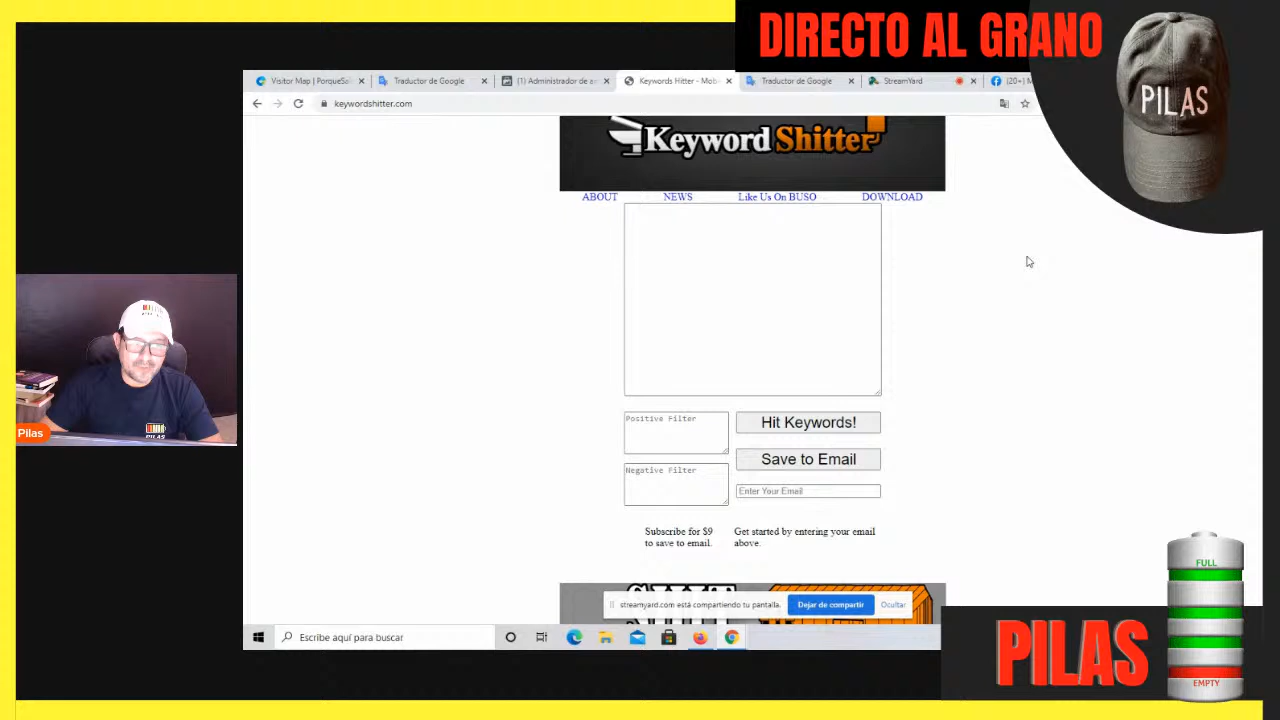 DIRECTO AL GRANO
PILAS
Visitor Map | PorqueSo
Traductor de Google
(1) Administrador de a
Keywords Hitter - Mob
Traductor de Google
StreamYard
(20+) M
keywordshitter.com
Keyword Shitter
ABOUT NEWS Like Us On BUSO DOWNLOAD
Positive Filter
Hit Keywords!
Negative Filter
Save to Email
Enter Your Email
Subscribe for $9
to save to email.
Get started by entering your email
above.
streamyard.com está compartiendo tu pantalla.
Dejar de compartir
Ocultar
Escribe aquí para buscar
Pilas
PILAS
FULL
EMPTY
PILAS